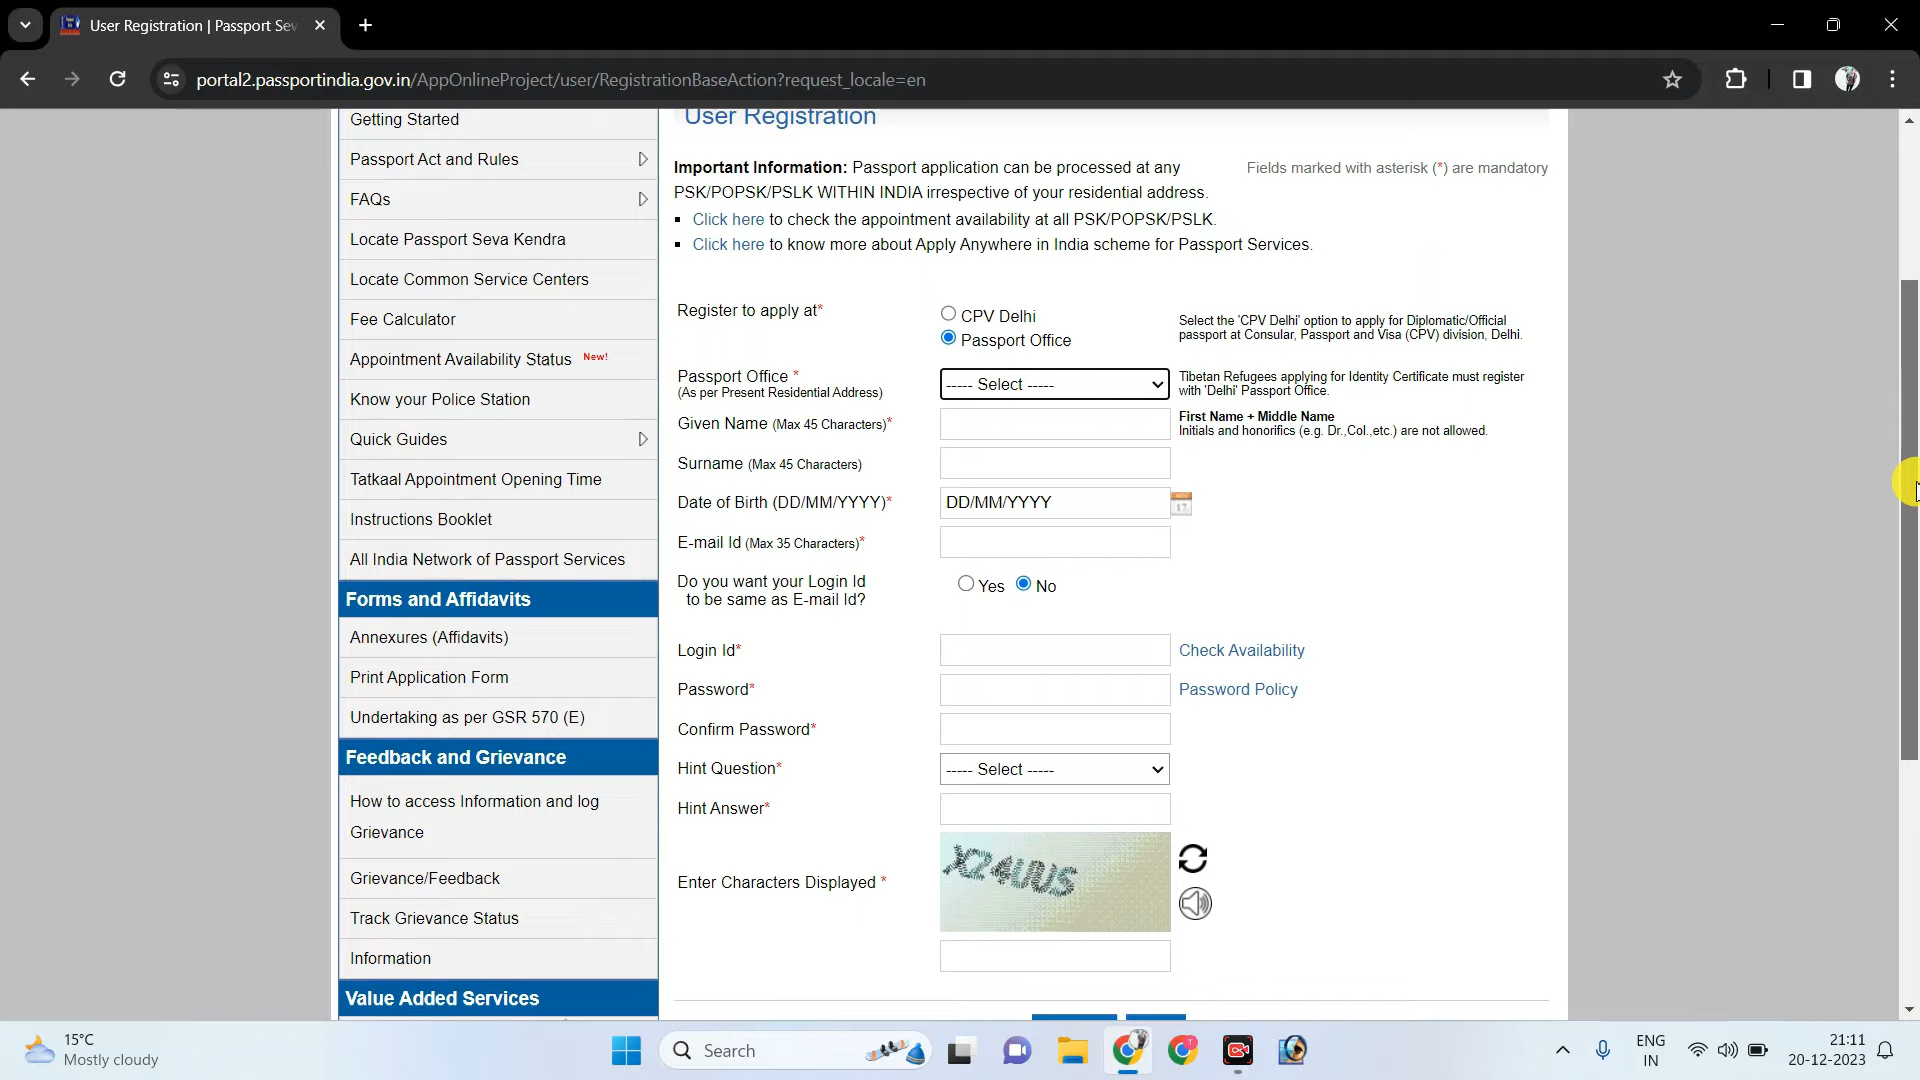 User Registration | Passport Sev
portal2.passportindia.gov.in/AppOnlineProject/user/RegistrationBaseAction?request_locale=en
Getting Started
Passport Act and Rules
FAQs
Locate Passport Seva Kendra
Locate Common Service Centers
Fee Calculator
Appointment Availability Status New!
Know your Police Station
Quick Guides
Tatkaal Appointment Opening Time
Instructions Booklet
All India Network of Passport Services
Forms and Affidavits
Annexures (Affidavits)
Print Application Form
Undertaking as per GSR 570 (E)
Feedback and Grievance
How to access Information and log
Grievance
Grievance/Feedback
Track Grievance Status
Information
Value Added Services
User Registration
Important Information: Passport application can be processed at any
PSK/POPSK/PSLK WITHIN INDIA irrespective of your residential address.
Fields marked with asterisk (*) are mandatory
Click here to check the appointment availability at all PSK/POPSK/PSLK.
Click here to know more about Apply Anywhere in India scheme for Passport Services.
Register to apply at*
CPV Delhi
Passport Office
Select the 'CPV Delhi' option to apply for Diplomatic/Official
passport at Consular, Passport and Visa (CPV) division, Delhi.
Passport Office *
(As per Present Residential Address)
----- Select -----
Tibetan Refugees applying for Identity Certificate must register
with 'Delhi' Passport Office.
Given Name (Max 45 Characters)*
First Name + Middle Name
Initials and honorifics (e.g. Dr.,Col.,etc.) are not allowed.
Surname (Max 45 Characters)
Date of Birth (DD/MM/YYYY)*
DD/MM/YYYY
17
E-mail Id (Max 35 Characters)*
Do you want your Login Id
to be same as E-mail Id?
Yes
No
Login Id*
Check Availability
Password*
Password Policy
Confirm Password*
Hint Question*
----- Select -----
Hint Answer*
Enter Characters Displayed *
15°C
Mostly cloudy
Search
ENG
IN
21:11
20-12-2023